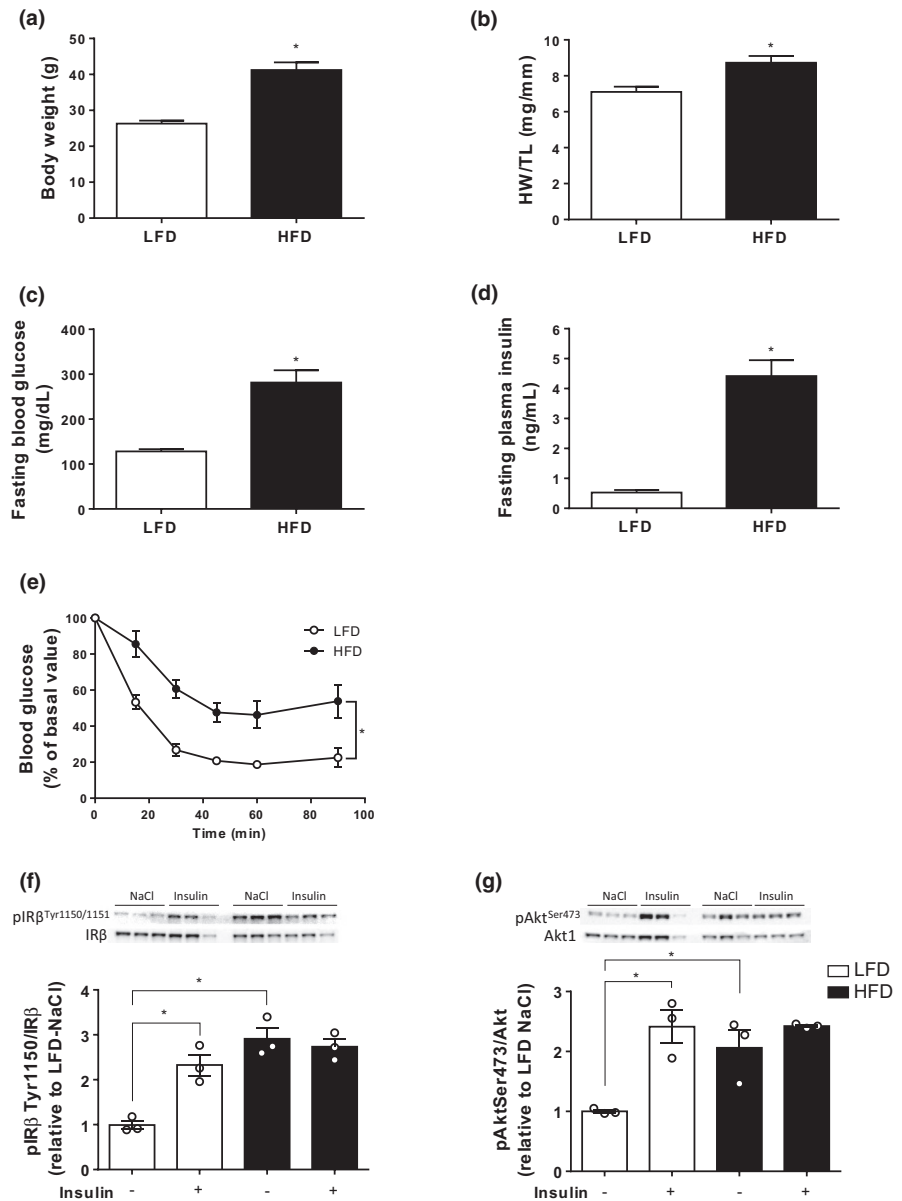 (a)
Body weight (g)
50
40
30
20
10
0
*
LFD HFD
(b)
HW/TL (mg/mm)
10
8
6
4
2
0
*
LFD HFD
(c)
Fasting blood glucose
(mg/dL)
400
300
200
100
0
*
LFD HFD
(d)
Fasting plasma insulin
(ng/mL)
6
5
4
3
2
1
0
*
LFD HFD
(e)
Blood glucose
(% of basal value)
100
80
60
40
20
0
LFD
HFD
*
0 20 40 60 80 100
Time (min)
(f)
NaCl Insulin NaCl Insulin
pIRβTyr1150/1151
IRβ
pIRβ Tyr1150/IRβ
(relative to LFD-NaCl)
4
3
2
1
0
*
*
Insulin - + - +
(g)
NaCl Insulin NaCl Insulin
pAktSer473
Akt1
LFD
HFD
pAktSer473/Akt
(relative to LFD NaCl)
3
2
1
0
*
*
Insulin - + - +